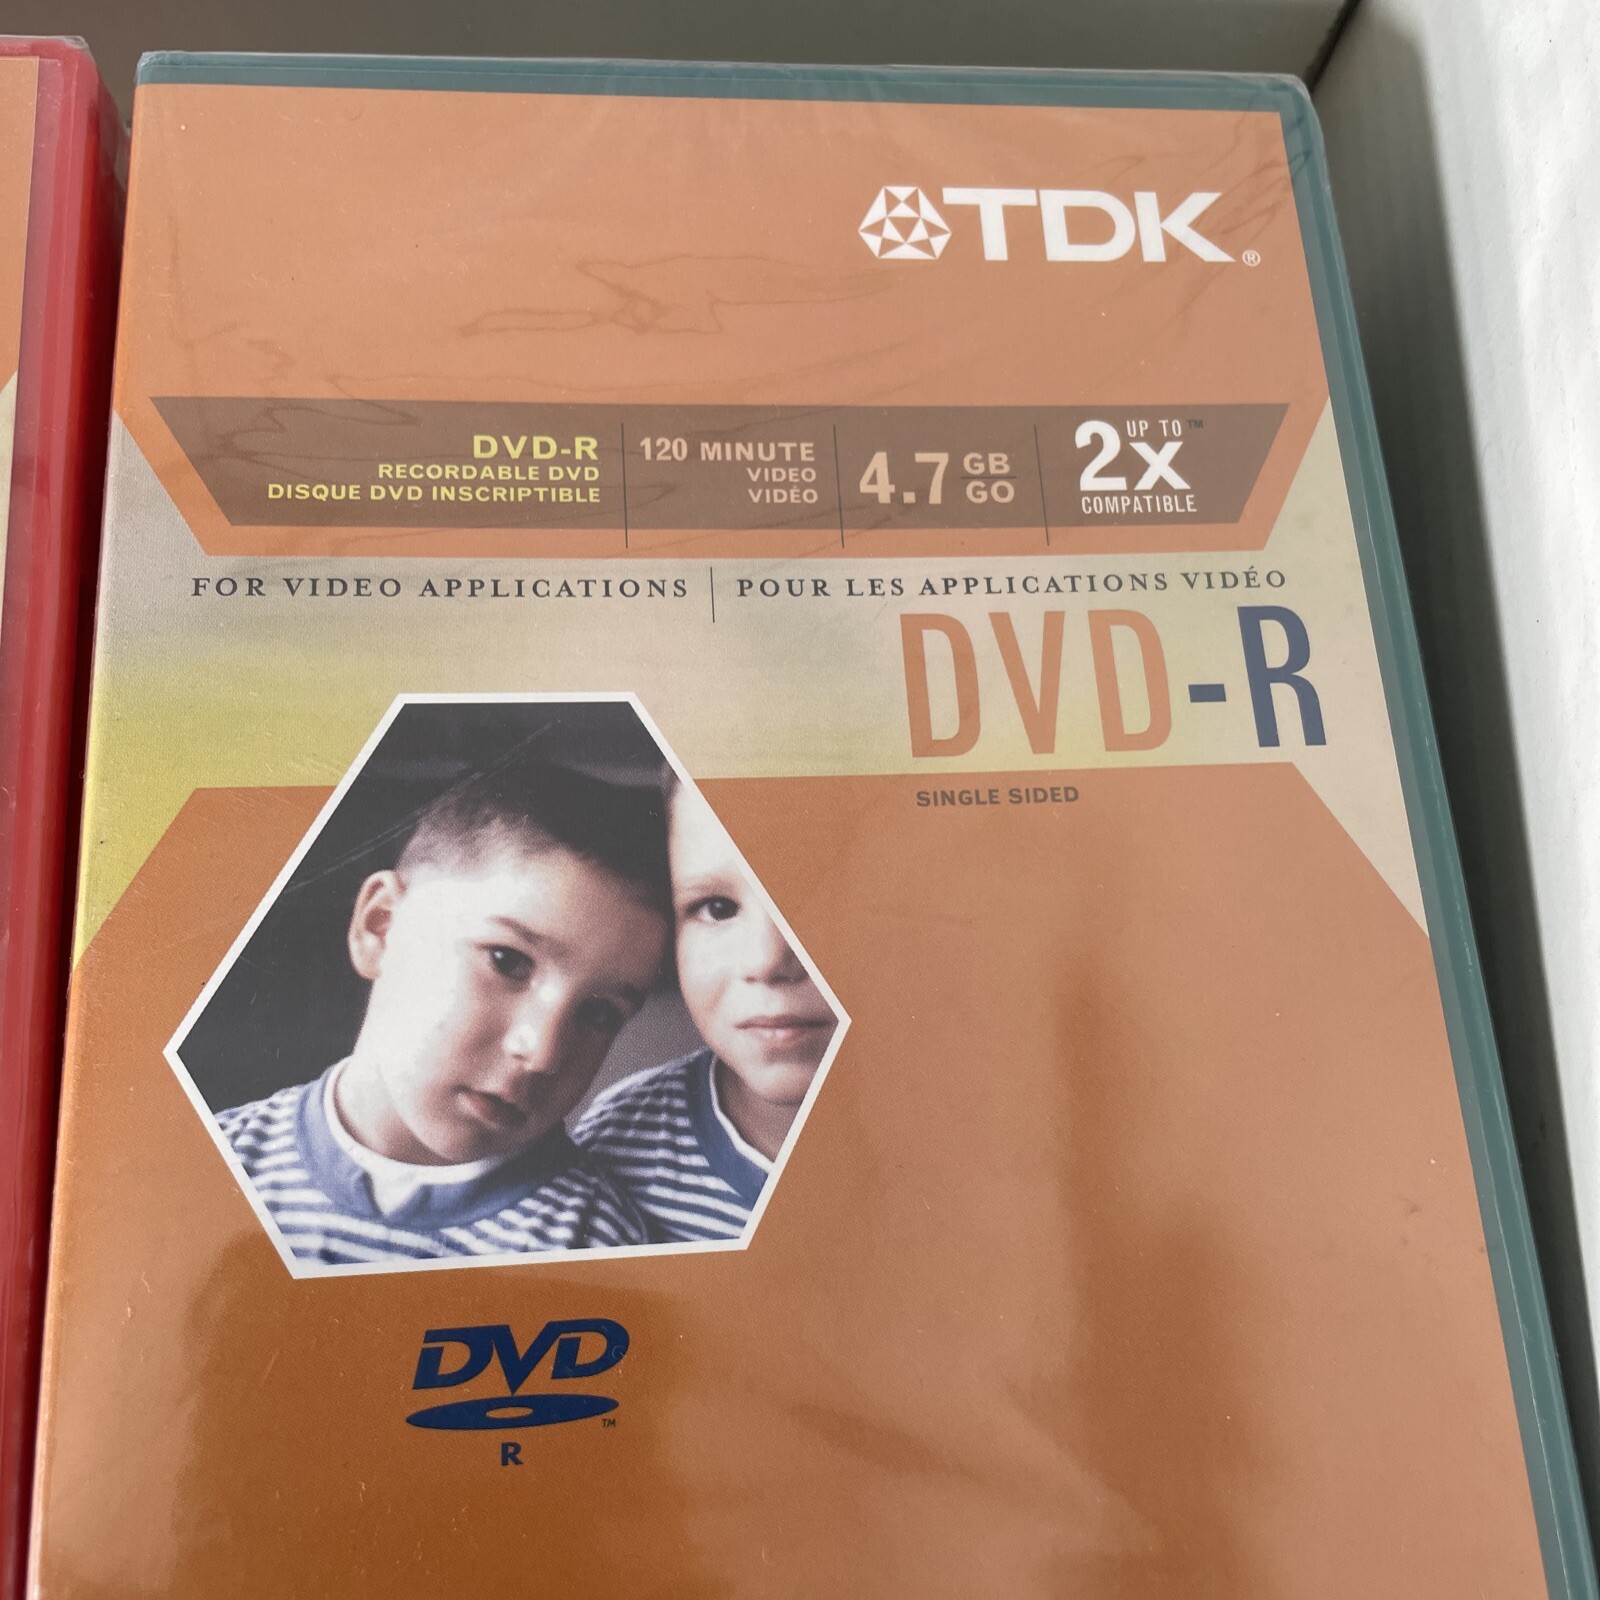 TDK®
DVD-R
RECORDABLE DVD
DISQUE DVD INSCRIPTIBLE
120 MINUTE
VIDEO
VIDÉO
4.7 GB
GO
2X UP TO™
COMPATIBLE
FOR VIDEO APPLICATIONS | POUR LES APPLICATIONS VIDÉO
DVD-R
SINGLE SIDED
DVD™
R